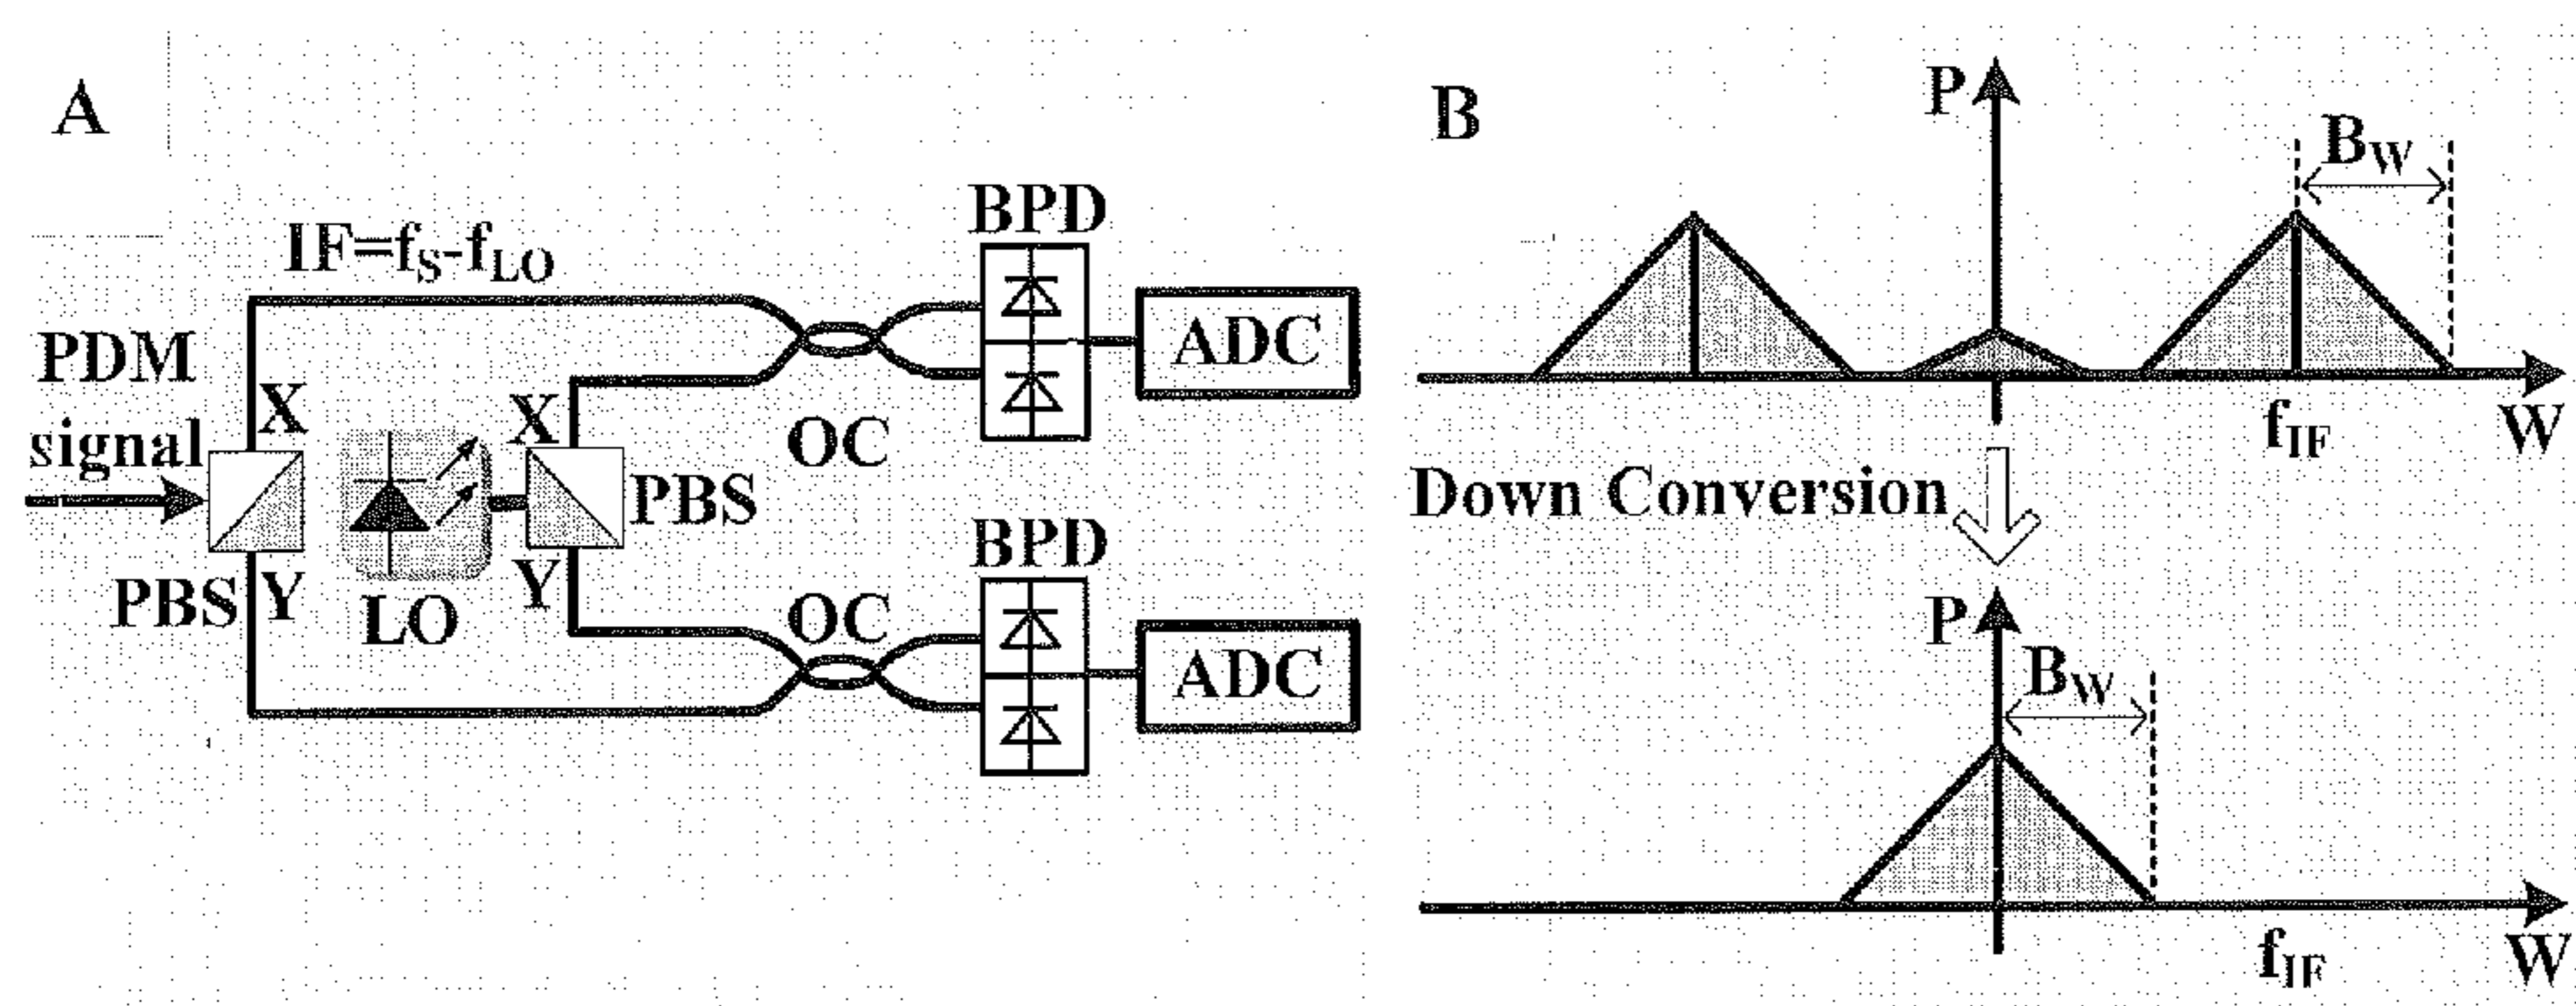 A
IF=fS-fLO
BPD
ADC
PDM
signal
X
X
OC
PBS
PBS
Y
LO
Y
BPD
OC
ADC
B
P
BW
fIF
W
Down Conversion
P
BW
fIF
W